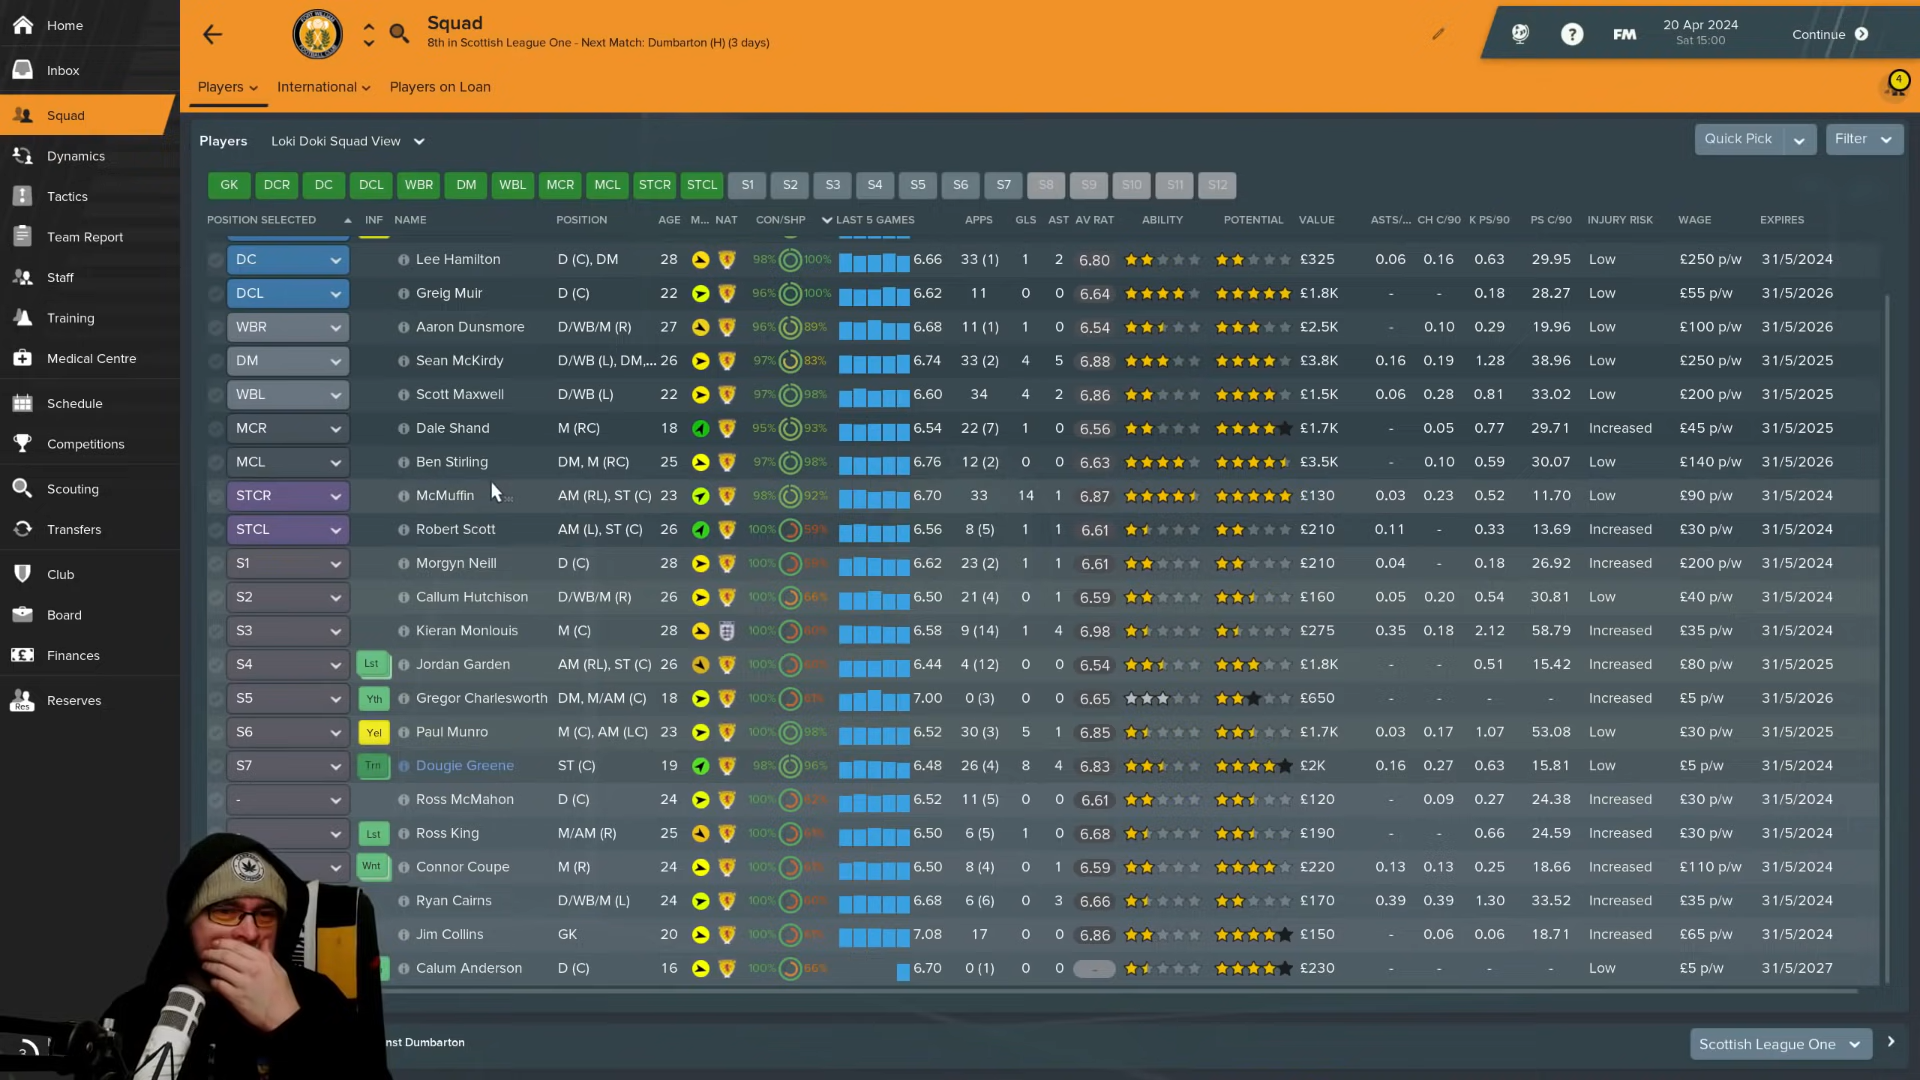 Home
Inbox
Squad
Dynamics
Tactics
Team Report
Staff
Training
Medical Centre
Schedule
Competitions
Scouting
Transfers
Club
Board
Finances
Reserves
Squad
8th in Scottish League One - Next Match: Dumbarton (H) (3 days)
FM
20 Apr 2024
Sat 15:00
Continue
Players International Players on Loan
4
Players Loki Doki Squad View Quick Pick Filter
GK DCR DC DCL WBR DM WBL MCR MCL STCR STCL S1 S2 S3 S4 S5 S6 S7 S8 S9 S10 S11 S12
POSITION SELECTED INF NAME POSITION AGE M... NAT CON/SHP LAST 5 GAMES APPS GLS AST AV RAT ABILITY POTENTIAL VALUE ASTS/... CH C/90 K PS/90 PS C/90 INJURY RISK WAGE EXPIRES
DC Lee Hamilton D (C), DM 28 98% 100% 6.66 33 (1) 1 2 6.80 £325 0.06 0.16 0.63 29.95 Low £250 p/w 31/5/2024
DCL Greig Muir D (C) 22 96% 100% 6.62 11 0 0 6.64 £1.8K - - 0.18 28.27 Low £55 p/w 31/5/2026
WBR Aaron Dunsmore D/WB/M (R) 27 96% 89% 6.68 11 (1) 1 0 6.54 £2.5K - 0.10 0.29 19.96 Low £100 p/w 31/5/2026
DM Sean McKirdy D/WB (L), DM,... 26 97% 83% 6.74 33 (2) 4 5 6.88 £3.8K 0.16 0.19 1.28 38.96 Low £250 p/w 31/5/2025
WBL Scott Maxwell D/WB (L) 22 97% 98% 6.60 34 4 2 6.86 £1.5K 0.06 0.28 0.81 33.02 Low £200 p/w 31/5/2025
MCR Dale Shand M (RC) 18 95% 93% 6.54 22 (7) 1 0 6.56 £1.7K - 0.05 0.77 29.71 Increased £45 p/w 31/5/2026
MCL Ben Stirling DM, M (RC) 25 97% 98% 6.76 12 (2) 0 0 6.63 £3.5K - 0.10 0.59 30.07 Low £140 p/w 31/5/2026
STCR McMuffin AM (RL), ST (C) 23 98% 92% 6.70 33 14 1 6.87 £130 0.03 0.23 0.52 11.70 Low £90 p/w 31/5/2024
STCL Robert Scott AM (L), ST (C) 26 100% 59% 6.56 8 (5) 1 1 6.61 £210 0.11 - 0.33 13.69 Increased £30 p/w 31/5/2024
S1 Morgyn Neill D (C) 28 100% 6.62 23 (2) 1 1 6.61 £210 0.04 - 0.18 26.92 Increased £200 p/w 31/5/2024
S2 Callum Hutchison D/WB/M (R) 26 100% 66% 6.50 21 (4) 0 1 6.59 £160 0.05 0.20 0.54 30.81 Low £40 p/w 31/5/2024
S3 Kieran Monlouis M (C) 28 100% 6.58 9 (14) 1 4 6.98 £275 0.35 0.18 2.12 58.79 Increased £35 p/w 31/5/2024
S4 Lst Jordan Garden AM (RL), ST (C) 26 100% 6.44 4 (12) 0 0 6.54 £1.8K - - 0.51 15.42 Increased £80 p/w 31/5/2025
S5 Yth Gregor Charlesworth DM, M/AM (C) 18 100% 61% 7.00 0 (3) 0 0 6.65 £650 - - - - Increased £5 p/w 31/5/2026
S6 Yel Paul Munro M (C), AM (LC) 23 100% 98% 6.52 30 (3) 5 1 6.85 £1.7K 0.03 0.17 1.07 53.08 Low £30 p/w 31/5/2025
S7 Trn Dougie Greene ST (C) 19 98% 96% 6.48 26 (4) 8 4 6.83 £2K 0.16 0.27 0.63 15.81 Low £5 p/w 31/5/2024
- Ross McMahon D (C) 24 100% 62% 6.52 11 (5) 0 0 6.61 £120 - 0.09 0.27 24.38 Increased £30 p/w 31/5/2024
Lst Ross King M/AM (R) 25 100% 61% 6.50 6 (5) 1 0 6.68 £190 - - 0.66 24.59 Increased £30 p/w 31/5/2024
Wnt Connor Coupe M (R) 24 100% 61% 6.50 8 (4) 0 1 6.59 £220 0.13 0.13 0.25 18.66 Increased £110 p/w 31/5/2024
Ryan Cairns D/WB/M (L) 24 100% 6.68 6 (6) 0 3 6.66 £170 0.39 0.39 1.30 33.52 Increased £35 p/w 31/5/2024
Jim Collins GK 20 100% 61% 7.08 17 0 0 6.86 £150 - 0.06 0.06 18.71 Increased £65 p/w 31/5/2024
Calum Anderson D (C) 16 100% 66% 6.70 0 (1) 0 0 - £230 - - - - Low £5 p/w 31/5/2027
nst Dumbarton
Scottish League One